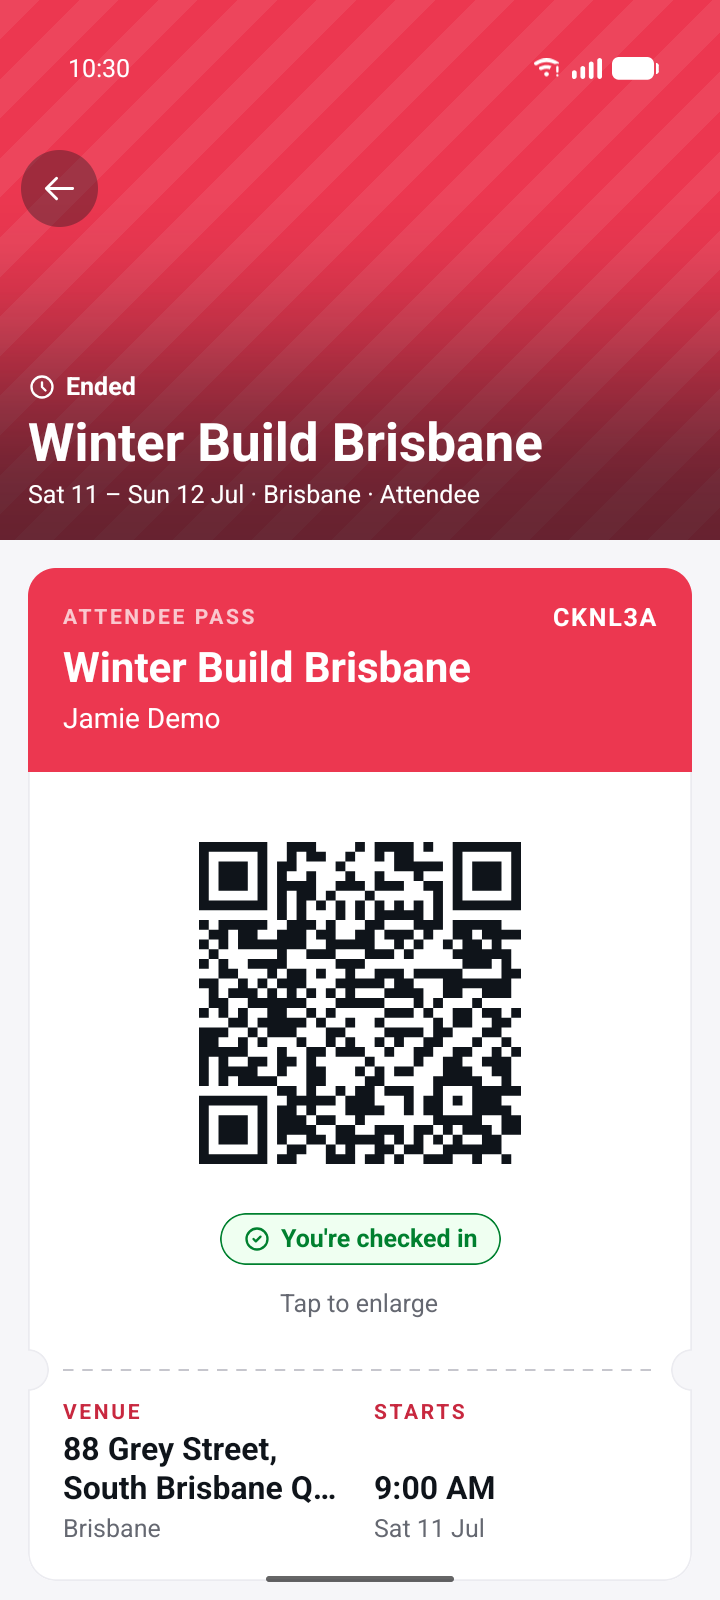 10:30
Ended
Winter Build Brisbane
Sat 11 – Sun 12 Jul · Brisbane · Attendee
ATTENDEE PASS
CKNL3A
Winter Build Brisbane
Jamie Demo
You're checked in
Tap to enlarge
VENUE
88 Grey Street,
South Brisbane Q...
Brisbane
STARTS
9:00 AM
Sat 11 Jul